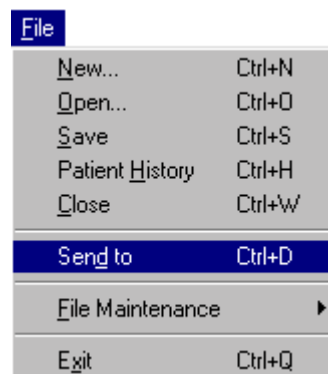 File
New... Ctrl+N
Open... Ctrl+O
Save Ctrl+S
Patient History Ctrl+H
Close Ctrl+W
Send to Ctrl+D
File Maintenance
Exit Ctrl+Q